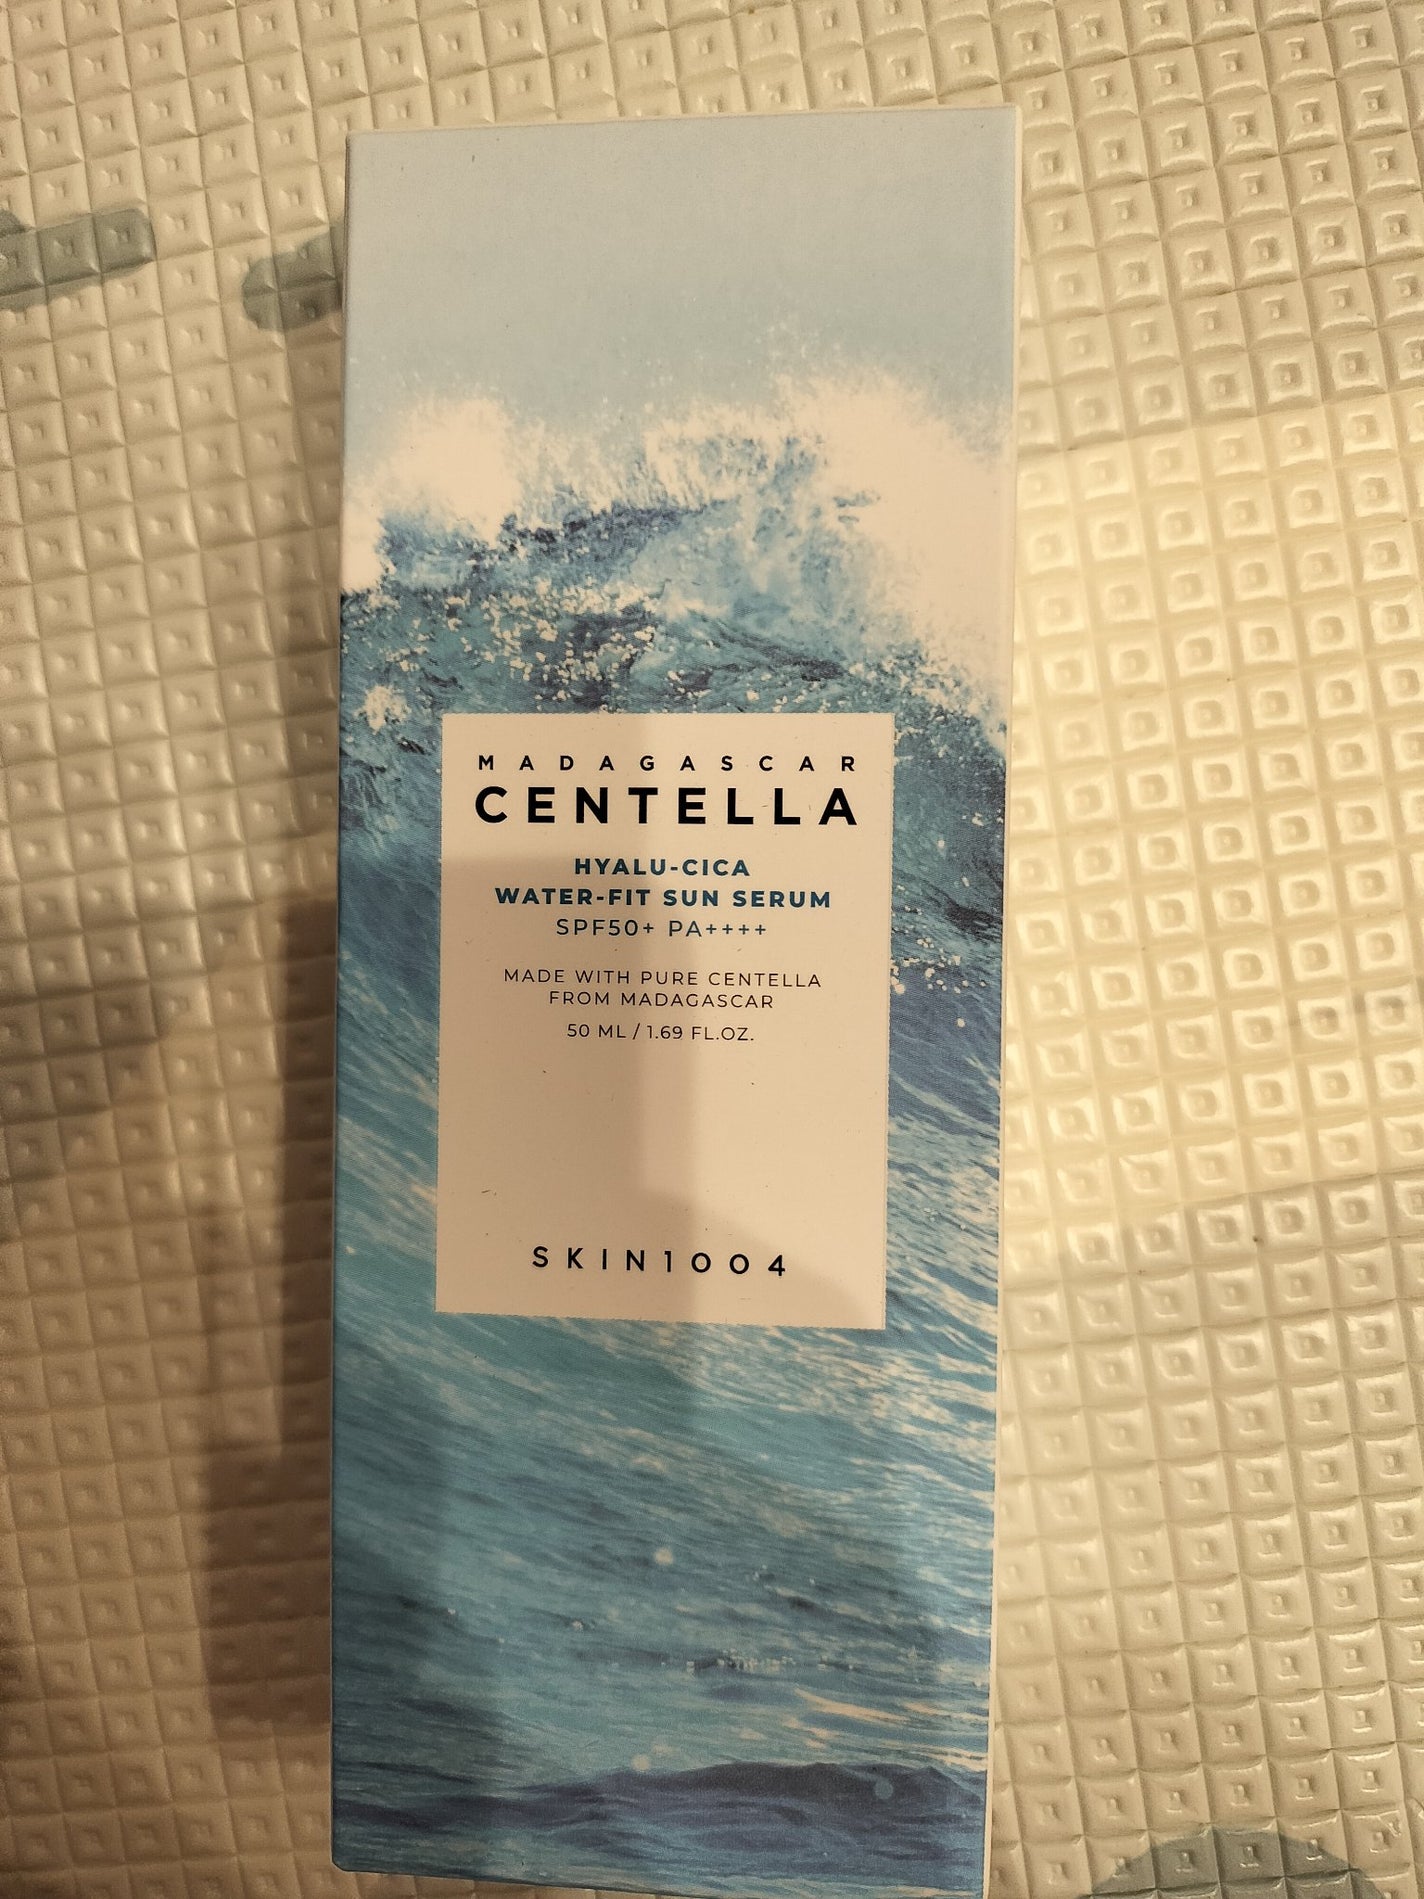 MADAGASCAR
CENTELLA
HYALU-CICA
WATER-FIT SUN SERUM
SPF50+ PA++++
MADE WITH PURE CENTELLA
FROM MADAGASCAR
50 ML / 1.69 FL.OZ.
SKIN1004